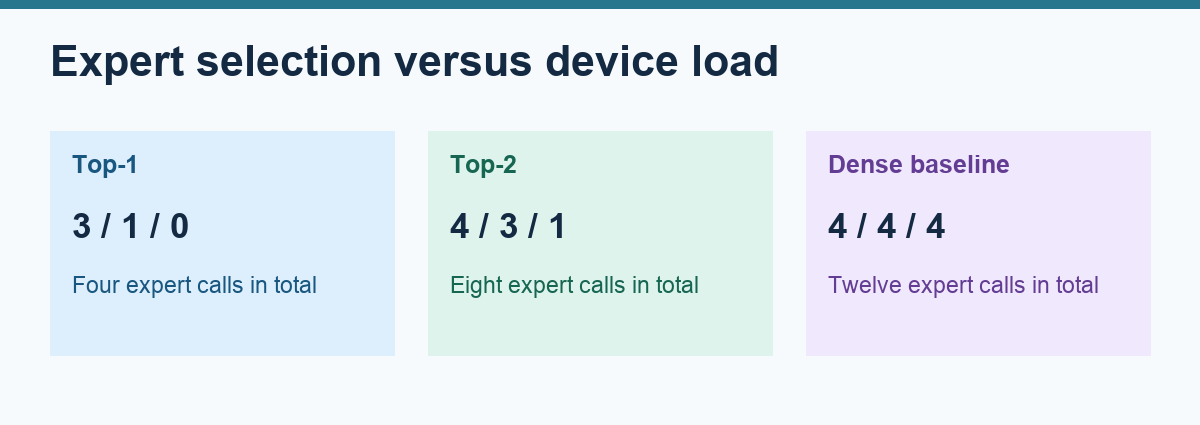 Expert selection versus device load
Top-1
3 / 1 / 0
Four expert calls in total
Top-2
4 / 3 / 1
Eight expert calls in total
Dense baseline
4 / 4 / 4
Twelve expert calls in total